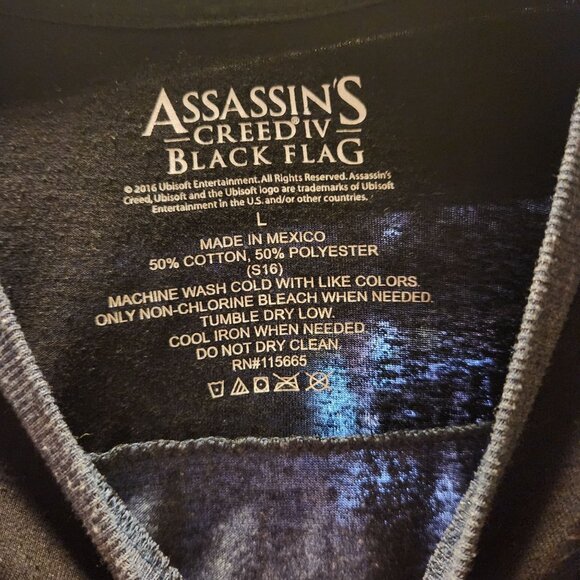 ASSASSIN'S
CREED® IV
BLACK FLAG
© 2016 Ubisoft Entertainment. All Rights Reserved. Assassin's
Creed, Ubisoft and the Ubisoft logo are trademarks of Ubisoft
Entertainment in the U.S. and/or other countries.
L
MADE IN MEXICO
50% COTTON, 50% POLYESTER
(S16)
MACHINE WASH COLD WITH LIKE COLORS.
ONLY NON-CHLORINE BLEACH WHEN NEEDED.
TUMBLE DRY LOW.
COOL IRON WHEN NEEDED.
DO NOT DRY CLEAN.
RN#115665